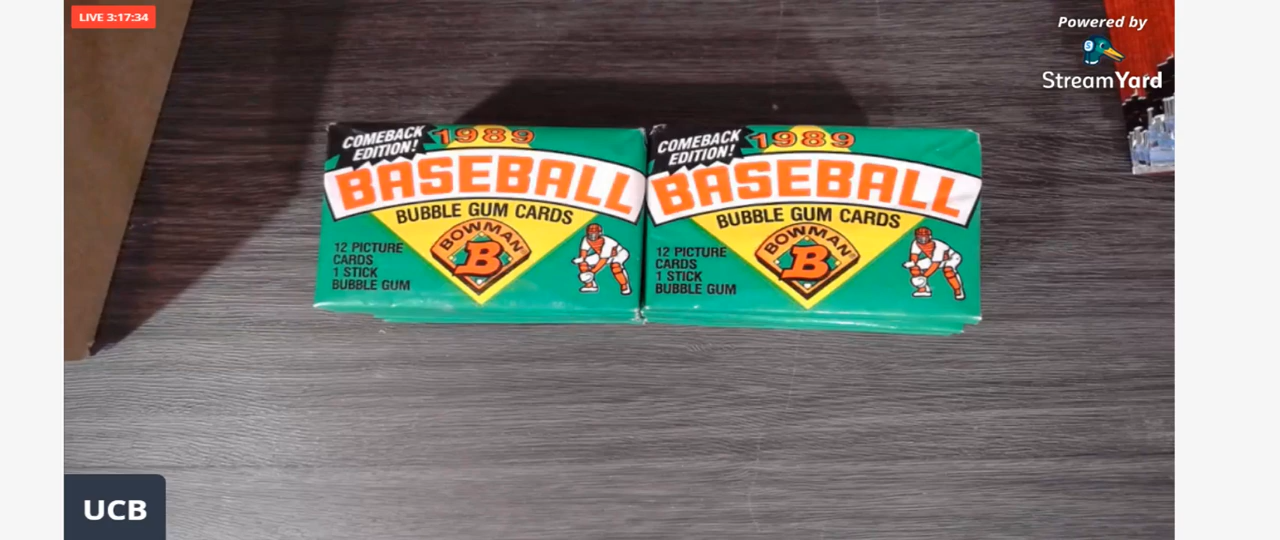 LIVE 3:17:34
Powered by
StreamYard
COMEBACK
EDITION!
1989
BASEBALL
BUBBLE GUM CARDS
BOWMAN
B
12 PICTURE
CARDS
1 STICK
BUBBLE GUM
COMEBACK
EDITION!
1989
BASEBALL
BUBBLE GUM CARDS
BOWMAN
B
12 PICTURE
CARDS
1 STICK
BUBBLE GUM
UCB